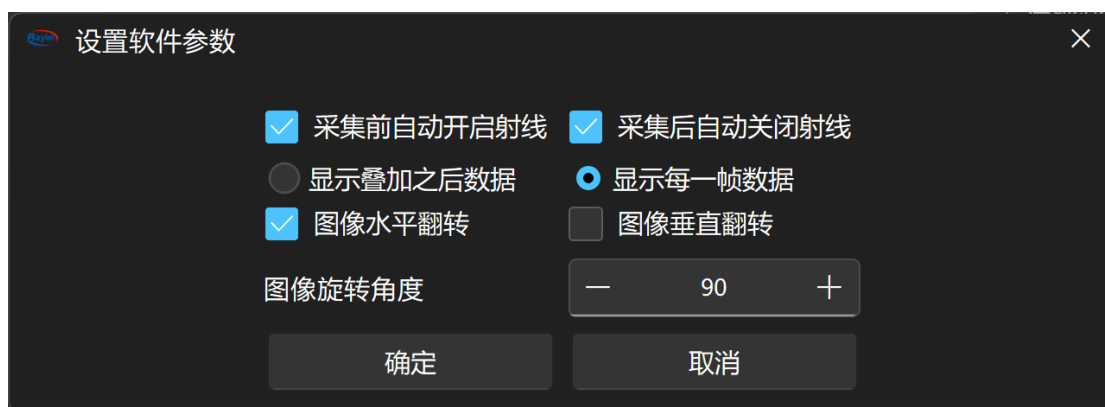 Rayim 设置软件参数
采集前自动开启射线 采集后自动关闭射线
显示叠加之后数据 显示每一帧数据
图像水平翻转 图像垂直翻转
图像旋转角度 90
确定 取消